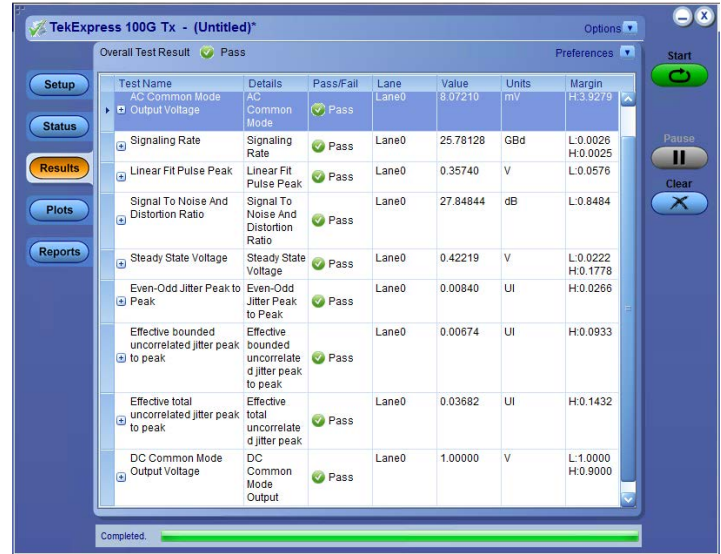 TekExpress 100G Tx - (Untitled)*
Options
Overall Test Result Pass
Preferences
Start
Pause
Clear
Setup
Status
Results
Plots
Reports
Test Name Details Pass/Fail Lane Value Units Margin
AC Common Mode Output Voltage AC Common Mode Pass Lane0 8.07210 mV H:3.9279
Signaling Rate Signaling Rate Pass Lane0 25.78128 GBd L:0.0026 H:0.0025
Linear Fit Pulse Peak Linear Fit Pulse Peak Pass Lane0 0.35740 V L:0.0576
Signal To Noise And Distortion Ratio Signal To Noise And Distortion Ratio Pass Lane0 27.84844 dB L:0.8484
Steady State Voltage Steady State Voltage Pass Lane0 0.42219 V L:0.0222 H:0.1778
Even-Odd Jitter Peak to Peak Even-Odd Jitter Peak to Peak Pass Lane0 0.00840 UI H:0.0266
Effective bounded uncorrelated jitter peak to peak Effective bounded uncorrelate d jitter peak to peak Pass Lane0 0.00674 UI H:0.0933
Effective total uncorrelated jitter peak to peak Effective total uncorrelate d jitter peak Pass Lane0 0.03682 UI H:0.1432
DC Common Mode Output Voltage DC Common Mode Output Pass Lane0 1.00000 V L:1.0000 H:0.9000
Completed.